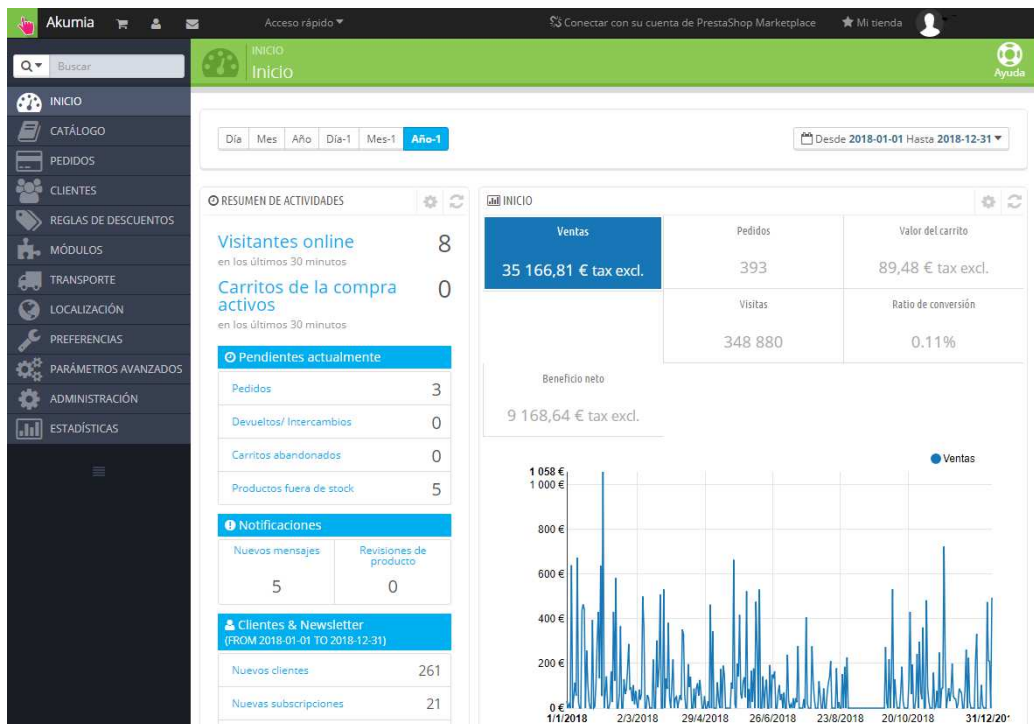 Akumia
Acceso rápido
Conectar con su cuenta de PrestaShop Marketplace
Mi tienda
Buscar
INICIO
Inicio
Ayuda
INICIO
CATÁLOGO
PEDIDOS
CLIENTES
REGLAS DE DESCUENTOS
MÓDULOS
TRANSPORTE
LOCALIZACIÓN
PREFERENCIAS
PARÁMETROS AVANZADOS
ADMINISTRACIÓN
ESTADÍSTICAS
Día Mes Año Día-1 Mes-1 Año-1
Desde 2018-01-01 Hasta 2018-12-31
RESUMEN DE ACTIVIDADES
Visitantes online 8
en los últimos 30 minutos
Carritos de la compra 0
activos
en los últimos 30 minutos
Pendientes actualmente
Pedidos 3
Devueltos/ Intercambios 0
Carritos abandonados 0
Productos fuera de stock 5
Notificaciones
Nuevos mensajes
5
Revisiones de
producto
0
Clientes & Newsletter
(FROM 2018-01-01 TO 2018-12-31)
Nuevos clientes 261
Nuevas subscripciones 21
INICIO
Ventas
35 166,81 € tax excl.
Pedidos
393
Valor del carrito
89,48 € tax excl.
Visitas
348 880
Ratio de conversión
0.11%
Beneficio neto
9 168,64 € tax excl.
Ventas
1 058 €
1 000 €
800 €
600 €
400 €
200 €
0 €
1/1/2018 2/3/2018 29/4/2018 26/6/2018 23/8/2018 20/10/2018 31/12/20